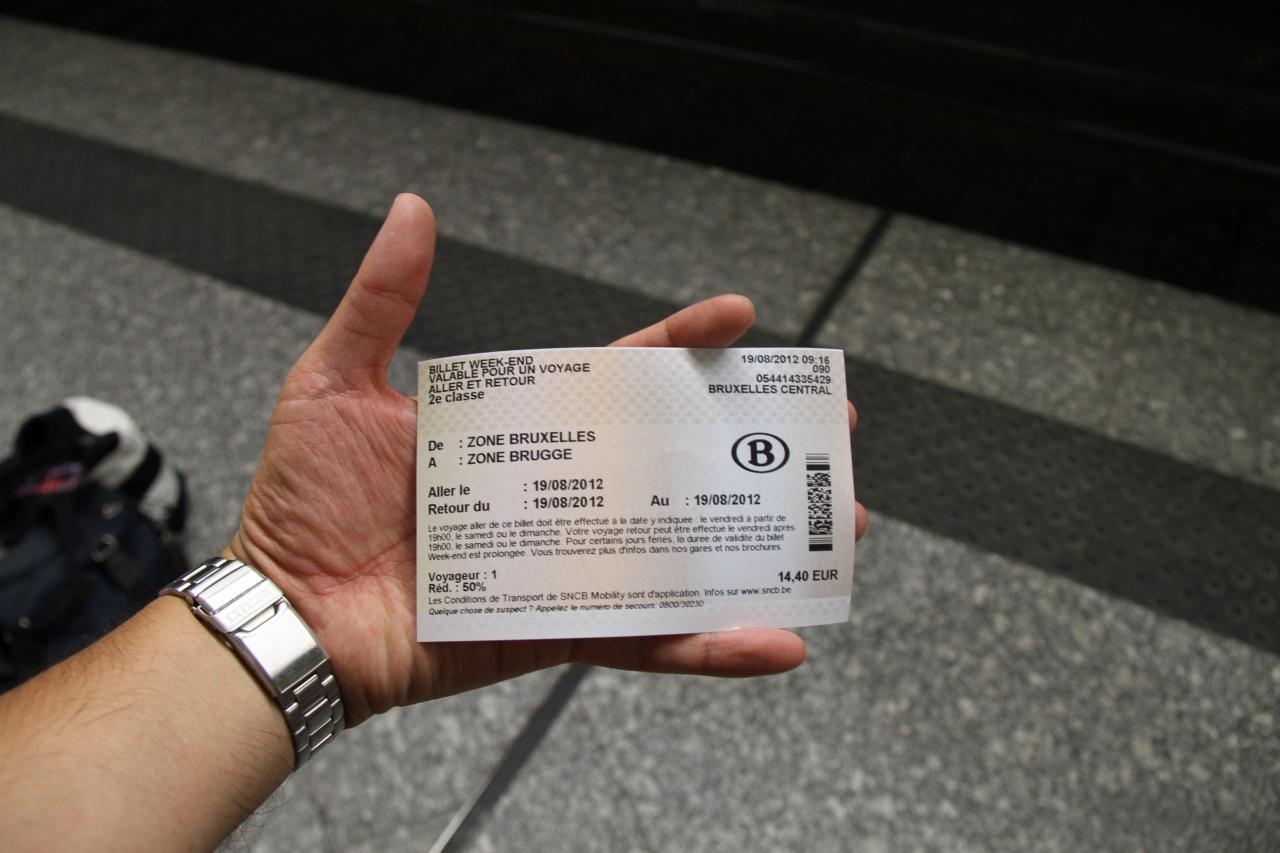 BILLET WEEK-END
VALABLE POUR UN VOYAGE
ALLER ET RETOUR
2e classe
19/08/2012 09:16
090
054414335429
BRUXELLES CENTRAL
De : ZONE BRUXELLES
A : ZONE BRUGGE
B
Aller le : 19/08/2012
Retour du : 19/08/2012 Au : 19/08/2012
Le voyage aller de ce billet doit être effectué à la date y indiquée : le vendredi à partir de
19h00, le samedi ou le dimanche. Votre voyage retour peut être effectué le vendredi après
19h00, le samedi ou le dimanche. Pour certains jours fériés, la durée de validité du billet
Week-end est prolongée. Vous trouverez plus d'infos dans nos gares et nos brochures.
Voyageur : 1
Réd. : 50%
14,40 EUR
Les Conditions de Transport de SNCB Mobility sont d'application. Infos sur www.sncb.be
Quelque chose de suspect ? Appelez le numéro de secours: 0800/30230
CITIZEN